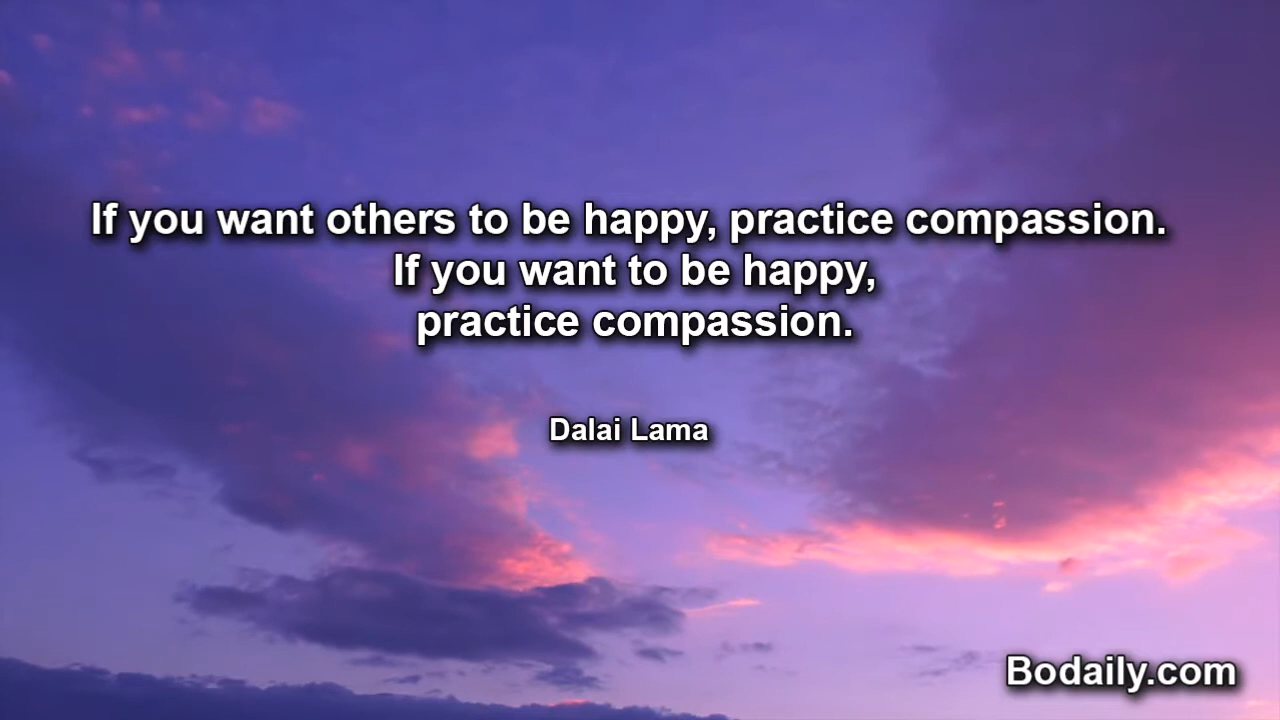 If you want others to be happy, practice compassion.
If you want to be happy,
practice compassion.
Dalai Lama
Bodaily.com